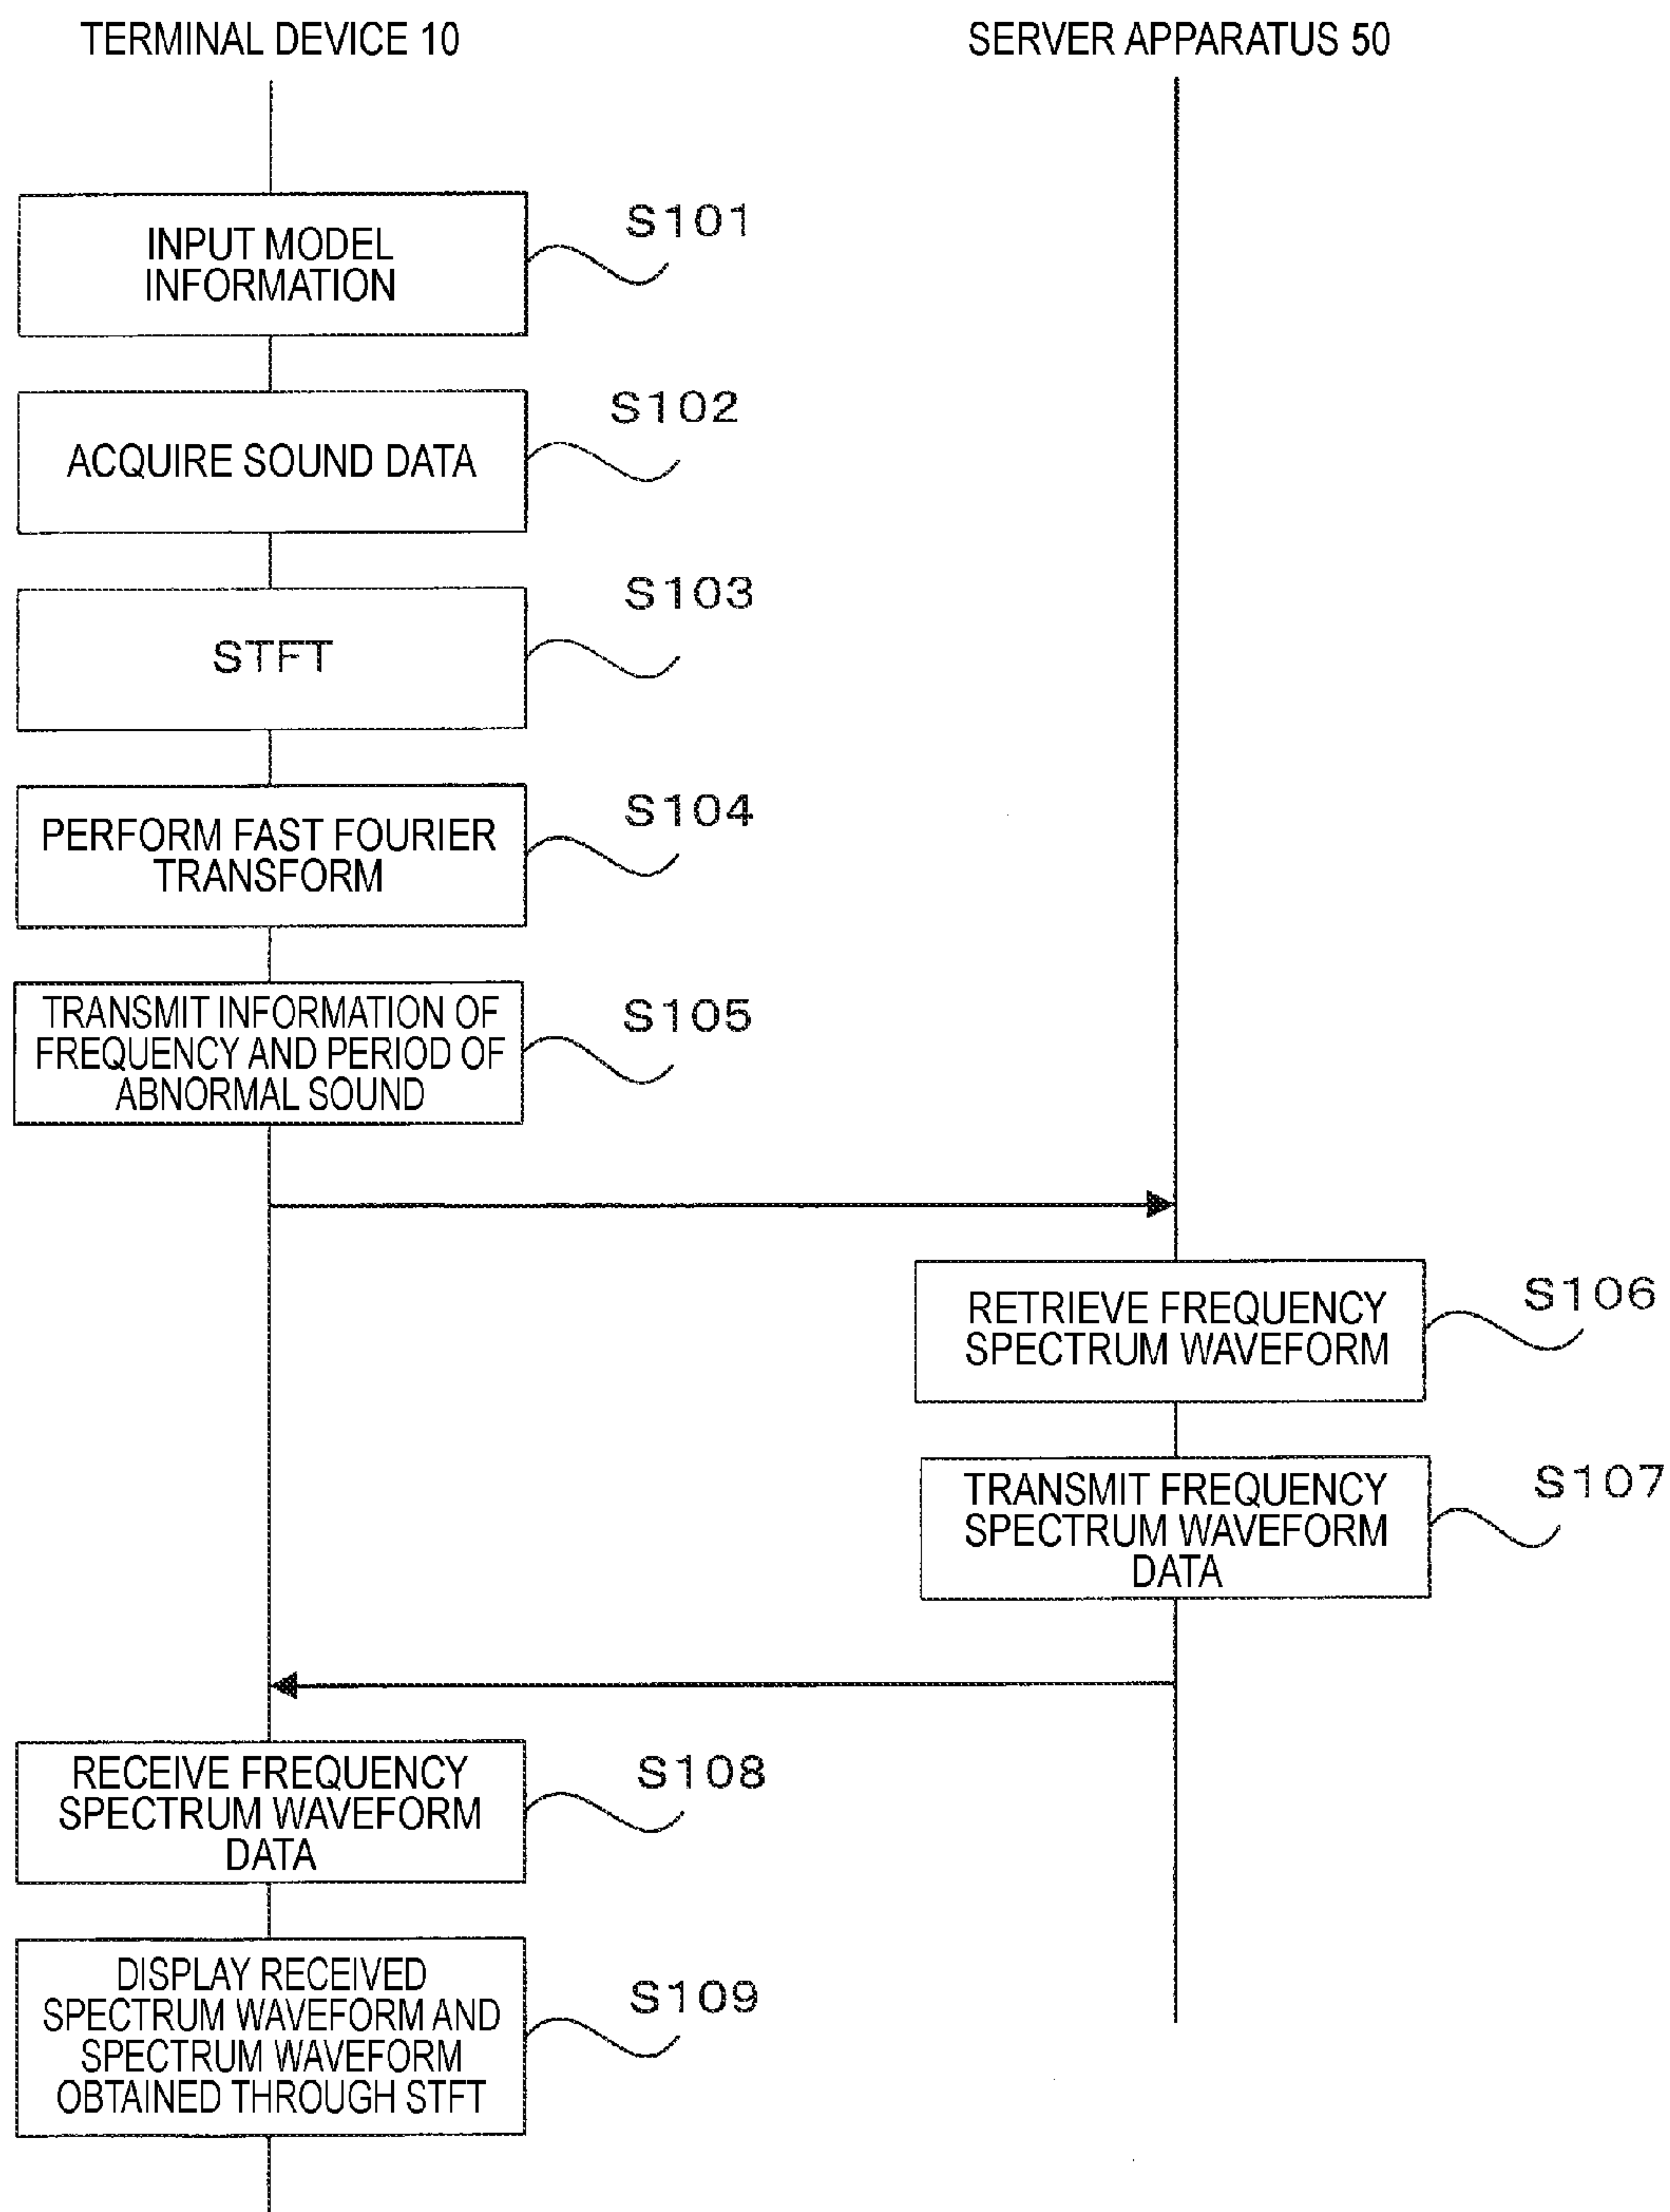 TERMINAL DEVICE 10
SERVER APPARATUS 50
INPUT MODEL
INFORMATION
S101
ACQUIRE SOUND DATA
S102
STFT
S103
PERFORM FAST FOURIER
TRANSFORM
S104
TRANSMIT INFORMATION OF
FREQUENCY AND PERIOD OF
ABNORMAL SOUND
S105
RETRIEVE FREQUENCY
SPECTRUM WAVEFORM
S106
TRANSMIT FREQUENCY
SPECTRUM WAVEFORM
DATA
S107
RECEIVE FREQUENCY
SPECTRUM WAVEFORM
DATA
S108
DISPLAY RECEIVED
SPECTRUM WAVEFORM AND
SPECTRUM WAVEFORM
OBTAINED THROUGH STFT
S109